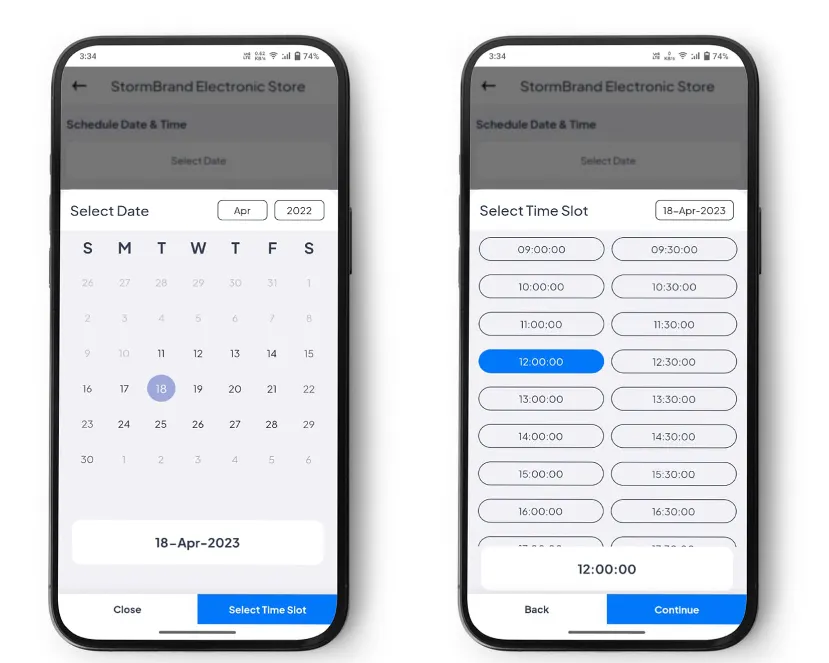 3:34
74%
StormBrand Electronic Store
Schedule Date & Time
Select Date
Select Date
Apr
2022
S M T W T F S
26 27 28 29 30 31 1
2 3 4 5 6 7 8
9 10 11 12 13 14 15
16 17 18 19 20 21 22
23 24 25 26 27 28 29
30 1 2 3 4 5 6
18-Apr-2023
Close
Select Time Slot
3:34
74%
StormBrand Electronic Store
Schedule Date & Time
Select Date
Select Time Slot
18-Apr-2023
09:00:00 09:30:00
10:00:00 10:30:00
11:00:00 11:30:00
12:00:00 12:30:00
13:00:00 13:30:00
14:00:00 14:30:00
15:00:00 15:30:00
16:00:00 16:30:00
12:00:00
Back
Continue